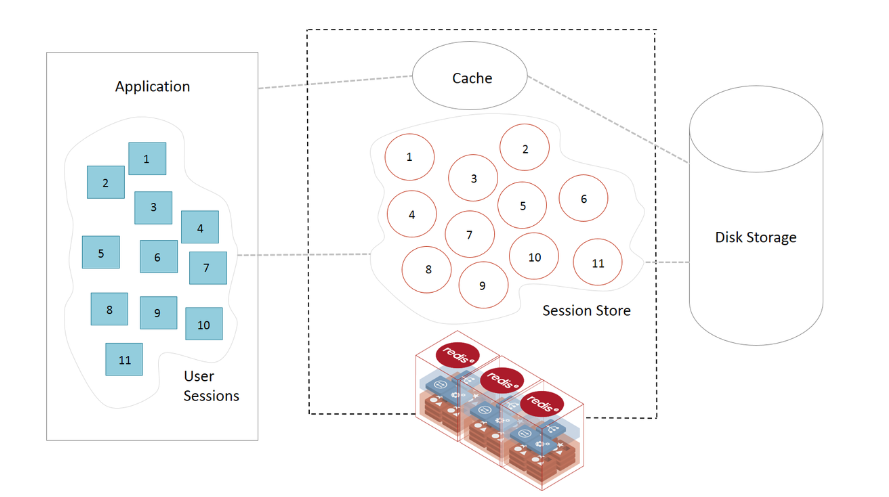 Application
1
2
3
4
5
6
7
8
9
10
11
User
Sessions
Cache
1
2
3
4
5
6
7
8
9
10
11
Session Store
redis
redis
redis
Disk Storage